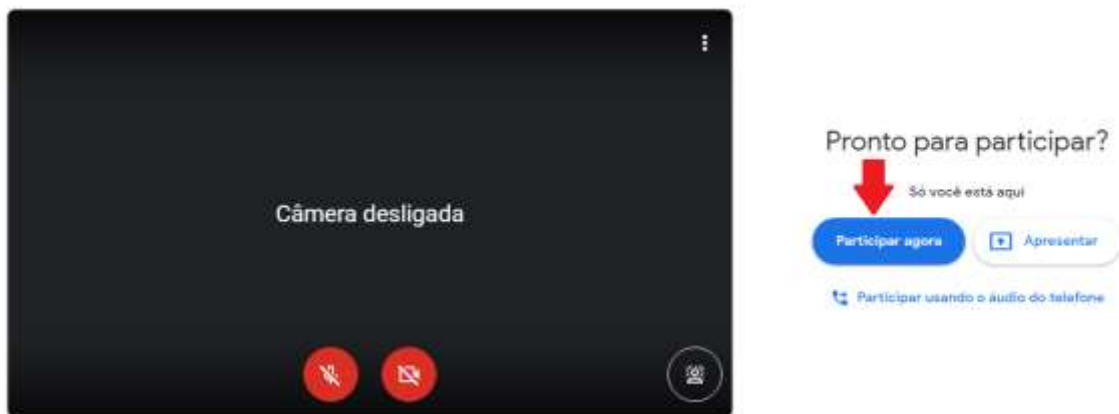 Câmera desligada
Pronto para participar?
Só você está aqui
Participar agora
Apresentar
Participar usando o áudio do telefone